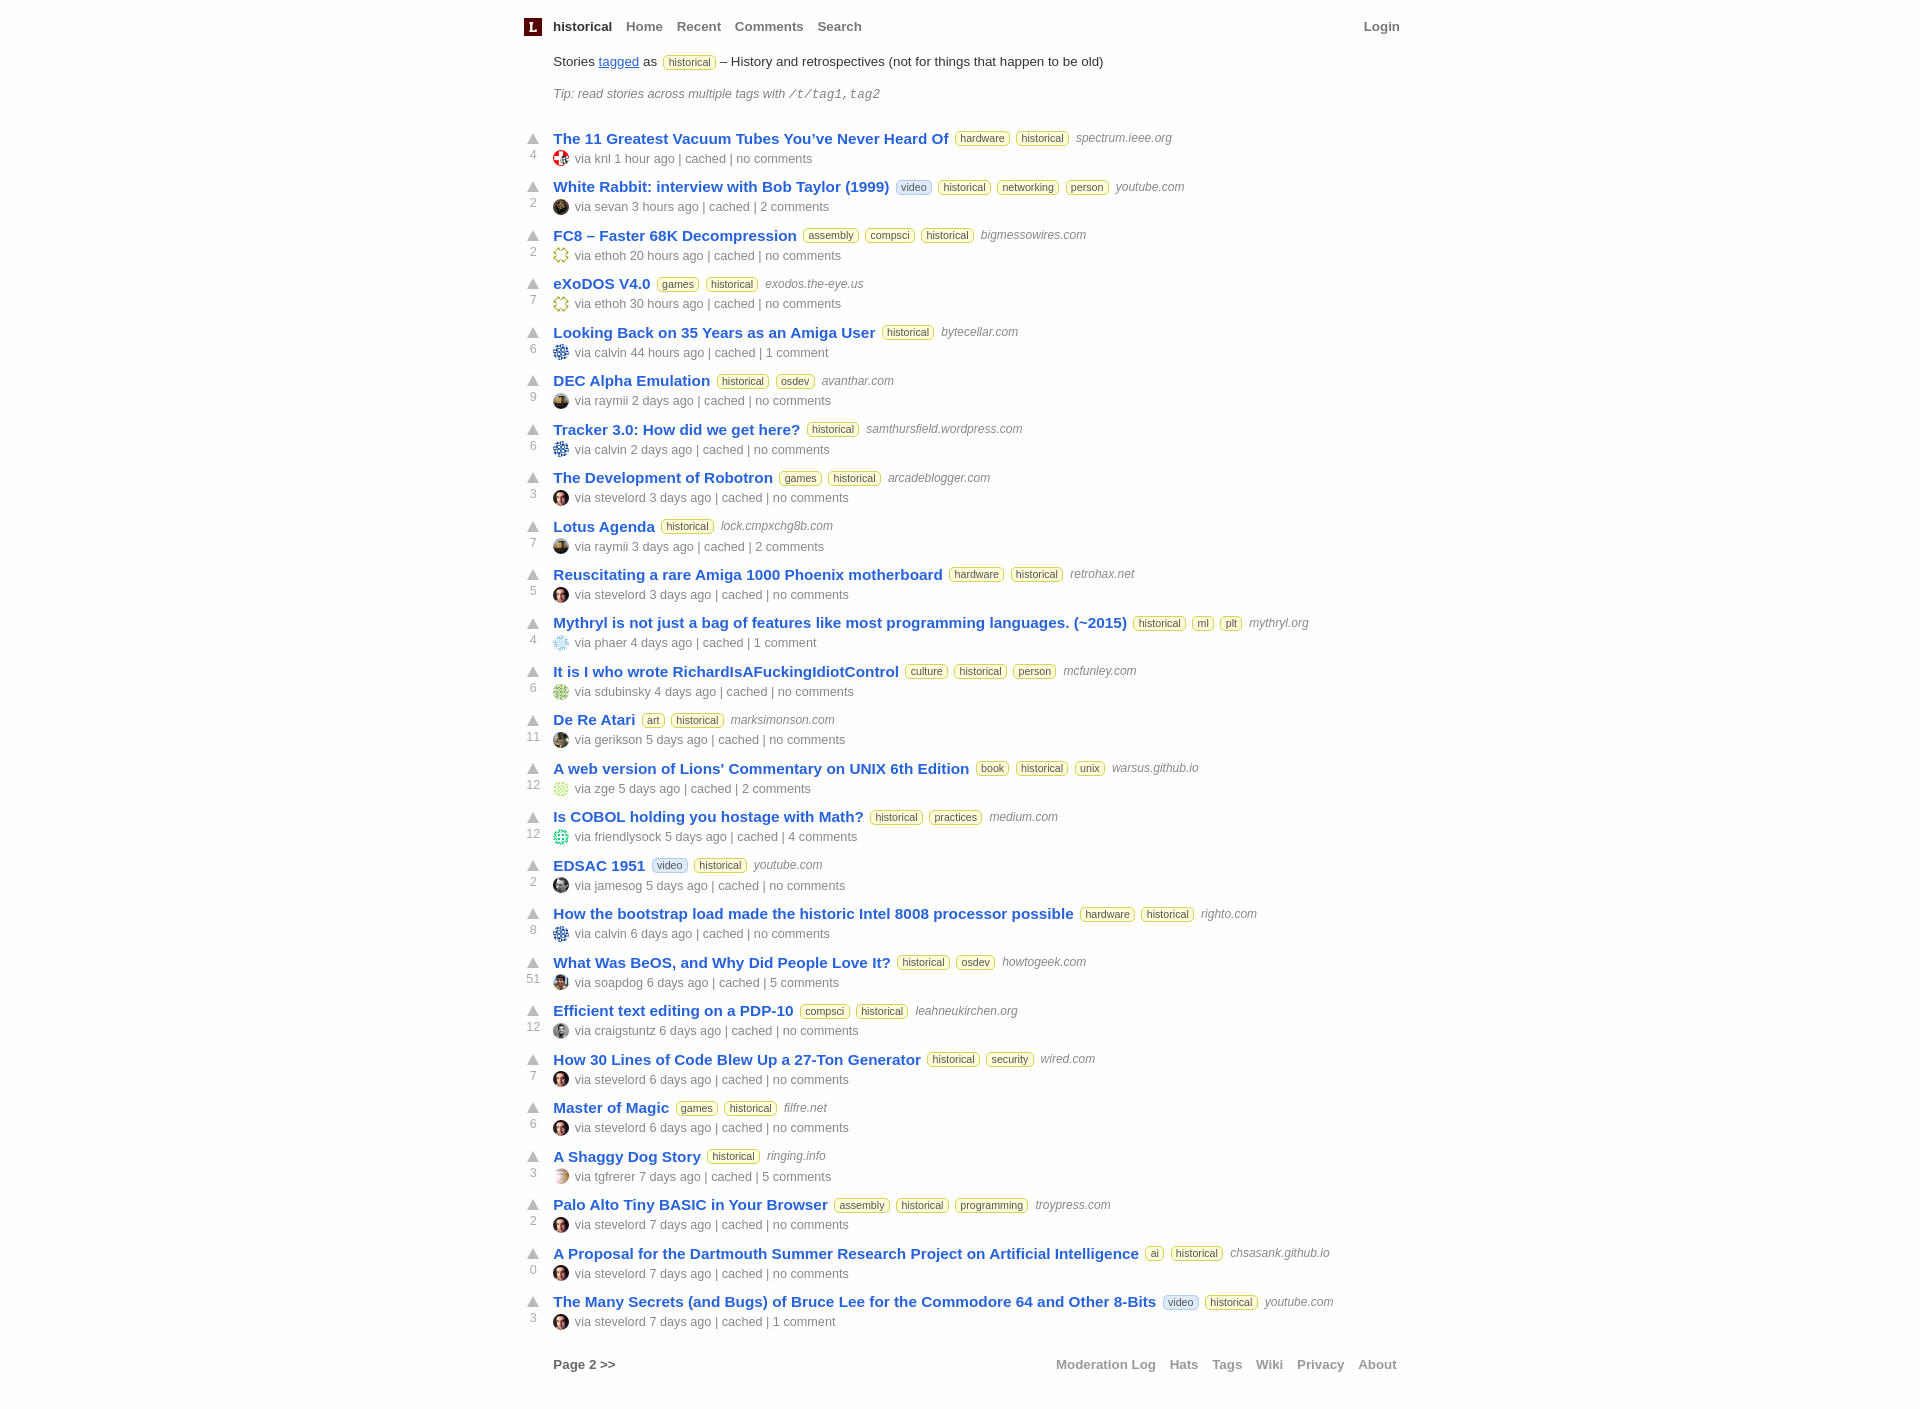 L historical Home Recent Comments Search Login
Stories tagged as historical – History and retrospectives (not for things that happen to be old)
Tip: read stories across multiple tags with /t/tag1,tag2
The 11 Greatest Vacuum Tubes You’ve Never Heard Of hardware historical spectrum.ieee.org
4 via knl 1 hour ago | cached | no comments
White Rabbit: interview with Bob Taylor (1999) video historical networking person youtube.com
2 via sevan 3 hours ago | cached | 2 comments
FC8 – Faster 68K Decompression assembly compsci historical bigmessowires.com
2 via ethoh 20 hours ago | cached | no comments
eXoDOS V4.0 games historical exodos.the-eye.us
7 via ethoh 30 hours ago | cached | no comments
Looking Back on 35 Years as an Amiga User historical bytecellar.com
6 via calvin 44 hours ago | cached | 1 comment
DEC Alpha Emulation historical osdev avanthar.com
9 via raymii 2 days ago | cached | no comments
Tracker 3.0: How did we get here? historical samthursfield.wordpress.com
6 via calvin 2 days ago | cached | no comments
The Development of Robotron games historical arcadeblogger.com
3 via stevelord 3 days ago | cached | no comments
Lotus Agenda historical lock.cmpxchg8b.com
7 via raymii 3 days ago | cached | 2 comments
Reuscitating a rare Amiga 1000 Phoenix motherboard hardware historical retrohax.net
5 via stevelord 3 days ago | cached | no comments
Mythryl is not just a bag of features like most programming languages. (~2015) historical ml plt mythryl.org
4 via phaer 4 days ago | cached | 1 comment
It is I who wrote RichardIsAFuckingIdiotControl culture historical person mcfunley.com
6 via sdubinsky 4 days ago | cached | no comments
De Re Atari art historical marksimonson.com
11 via gerikson 5 days ago | cached | no comments
A web version of Lions' Commentary on UNIX 6th Edition book historical unix warsus.github.io
12 via zge 5 days ago | cached | 2 comments
Is COBOL holding you hostage with Math? historical practices medium.com
12 via friendlysock 5 days ago | cached | 4 comments
EDSAC 1951 video historical youtube.com
2 via jamesog 5 days ago | cached | no comments
How the bootstrap load made the historic Intel 8008 processor possible hardware historical righto.com
8 via calvin 6 days ago | cached | no comments
What Was BeOS, and Why Did People Love It? historical osdev howtogeek.com
51 via soapdog 6 days ago | cached | 5 comments
Efficient text editing on a PDP-10 compsci historical leahneukirchen.org
12 via craigstuntz 6 days ago | cached | no comments
How 30 Lines of Code Blew Up a 27-Ton Generator historical security wired.com
7 via stevelord 6 days ago | cached | no comments
Master of Magic games historical filfre.net
6 via stevelord 6 days ago | cached | no comments
A Shaggy Dog Story historical ringing.info
3 via tgfrerer 7 days ago | cached | 5 comments
Palo Alto Tiny BASIC in Your Browser assembly historical programming troypress.com
2 via stevelord 7 days ago | cached | no comments
A Proposal for the Dartmouth Summer Research Project on Artificial Intelligence ai historical chsasank.github.io
0 via stevelord 7 days ago | cached | no comments
The Many Secrets (and Bugs) of Bruce Lee for the Commodore 64 and Other 8-Bits video historical youtube.com
3 via stevelord 7 days ago | cached | 1 comment
Page 2 >> Moderation Log Hats Tags Wiki Privacy About